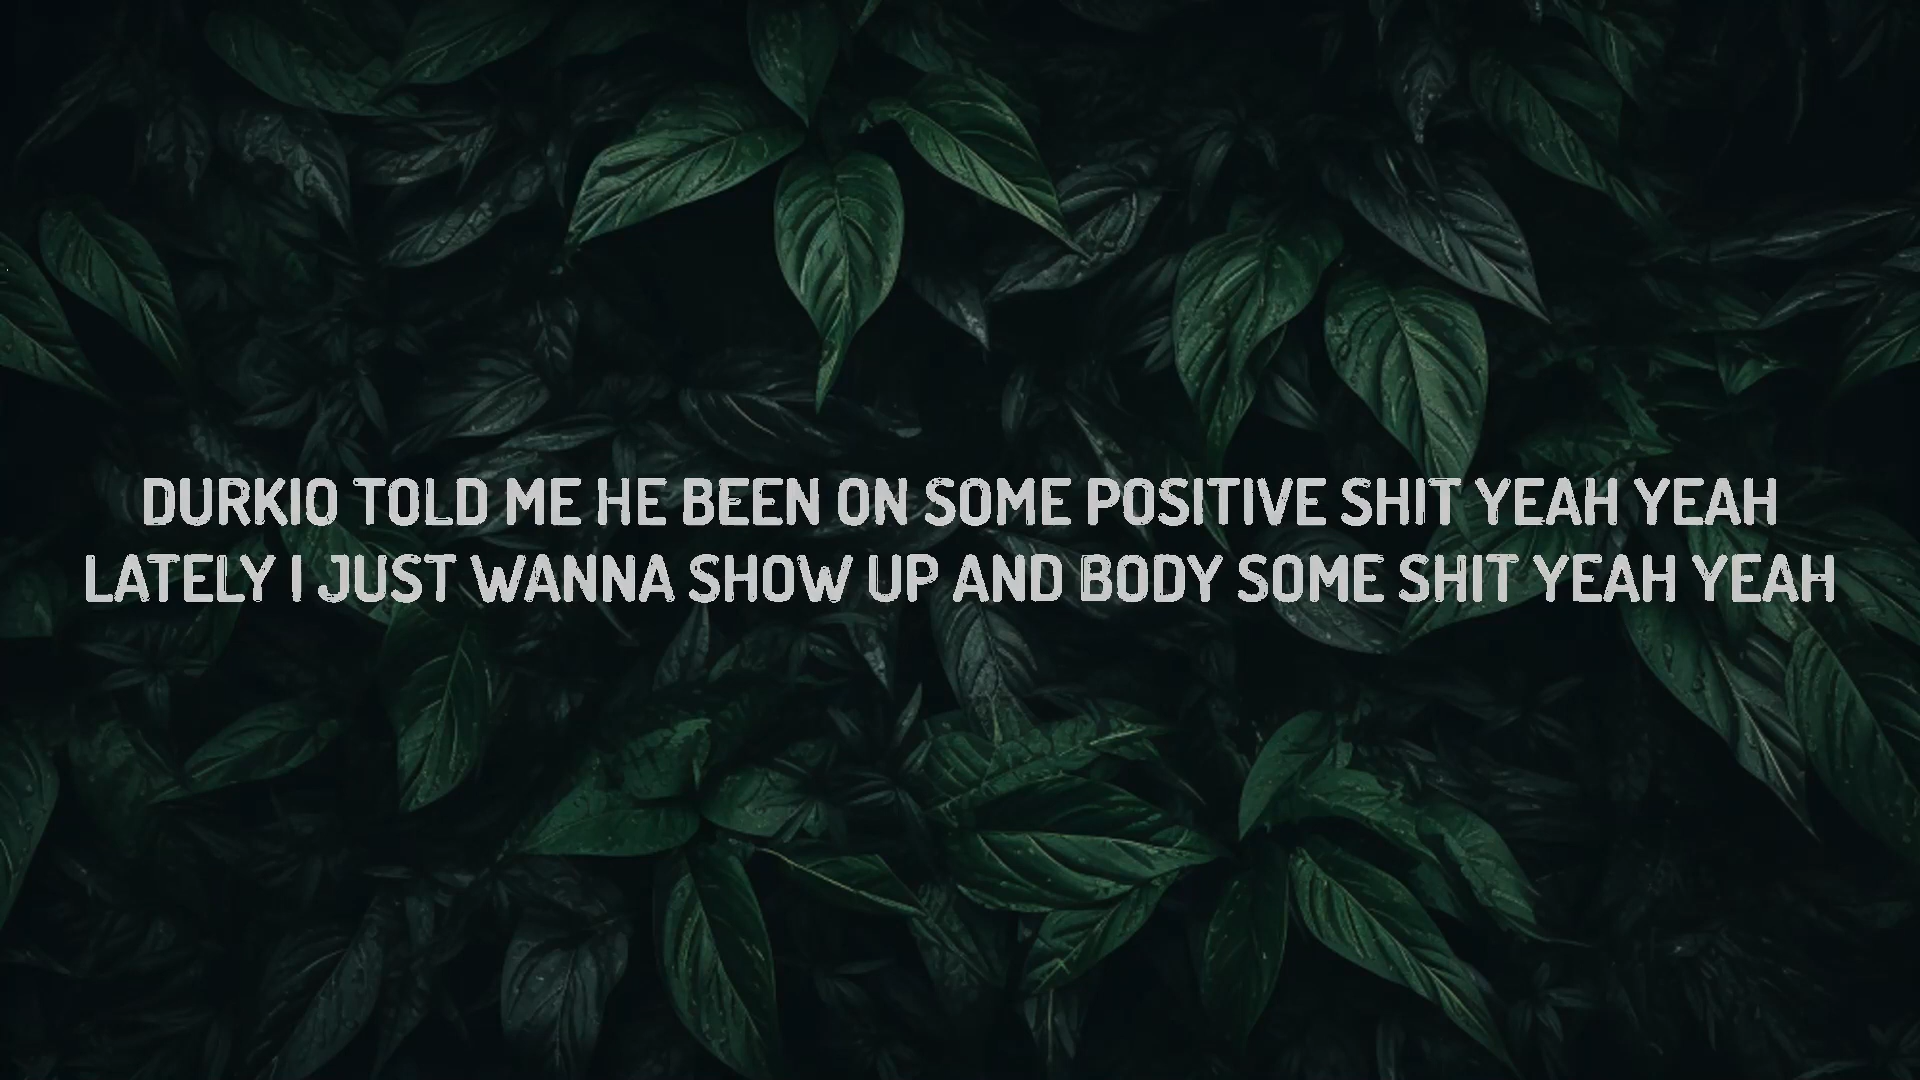 DURKIO TOLD ME HE BEEN ON SOME POSITIVE SHIT YEAH YEAH
LATELY I JUST WANNA SHOW UP AND BODY SOME SHIT YEAH YEAH